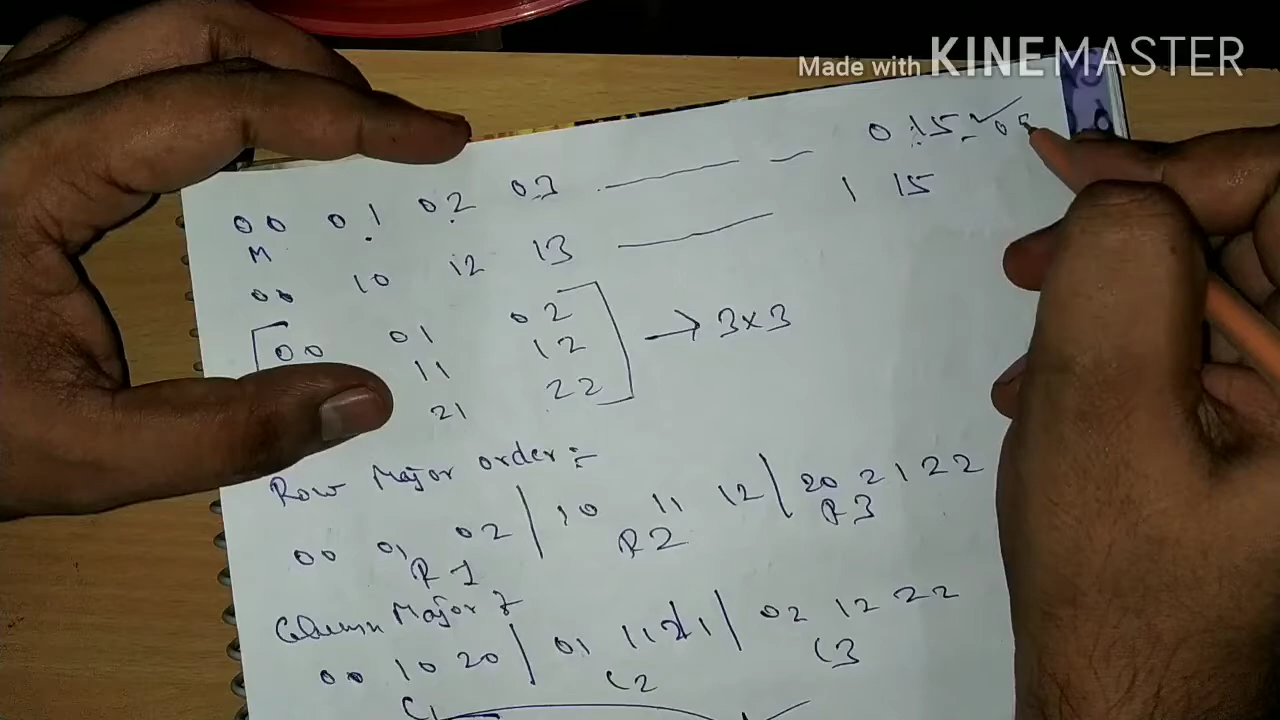 Made with KINEMASTER
00 01 02 03 0 15
M
00 10 12 13 1 15
00 01 02 → 3x3
11 12
21 22
Row Major order :-
00 01 02 | 10 11 12 | 20 21 22
R1 R2 R3
Column Major
00 10 20 | 01 11 21 | 02 12 22
C1 C2 C3